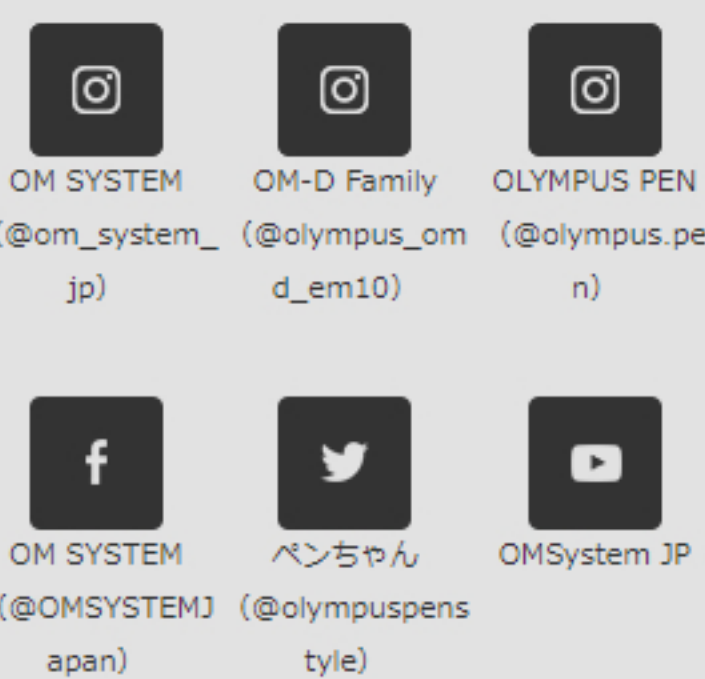 OM SYSTEM
（@om_system_
jp）
OM-D Family
（@olympus_om
d_em10）
OLYMPUS PEN
（@olympus.pe
n）
OM SYSTEM
（@OMSYSTEMJ
apan）
ペンちゃん
（@olympuspens
tyle）
OMSystem JP